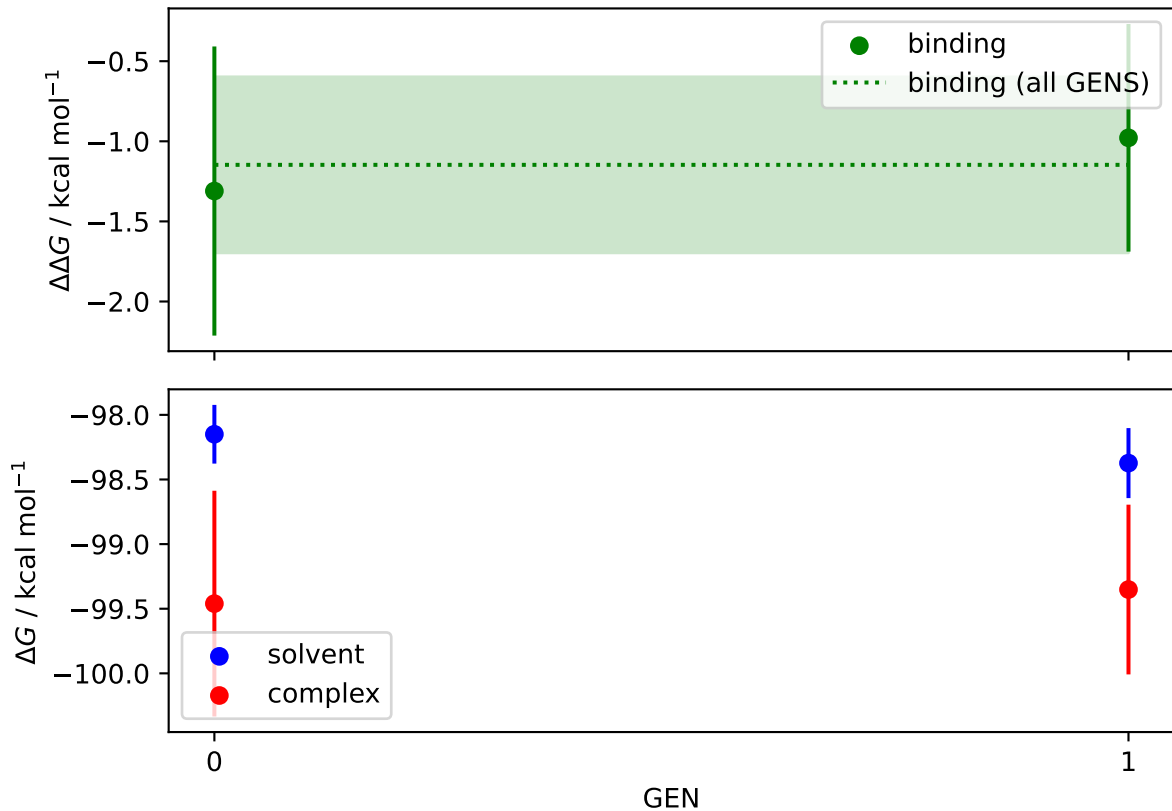 binding
binding (all GENS)
−0.5
−1.0
−1.5
−2.0
ΔΔG / kcal mol⁻¹
−98.0
−98.5
−99.0
−99.5
−100.0
ΔG / kcal mol⁻¹
solvent
complex
0
1
GEN